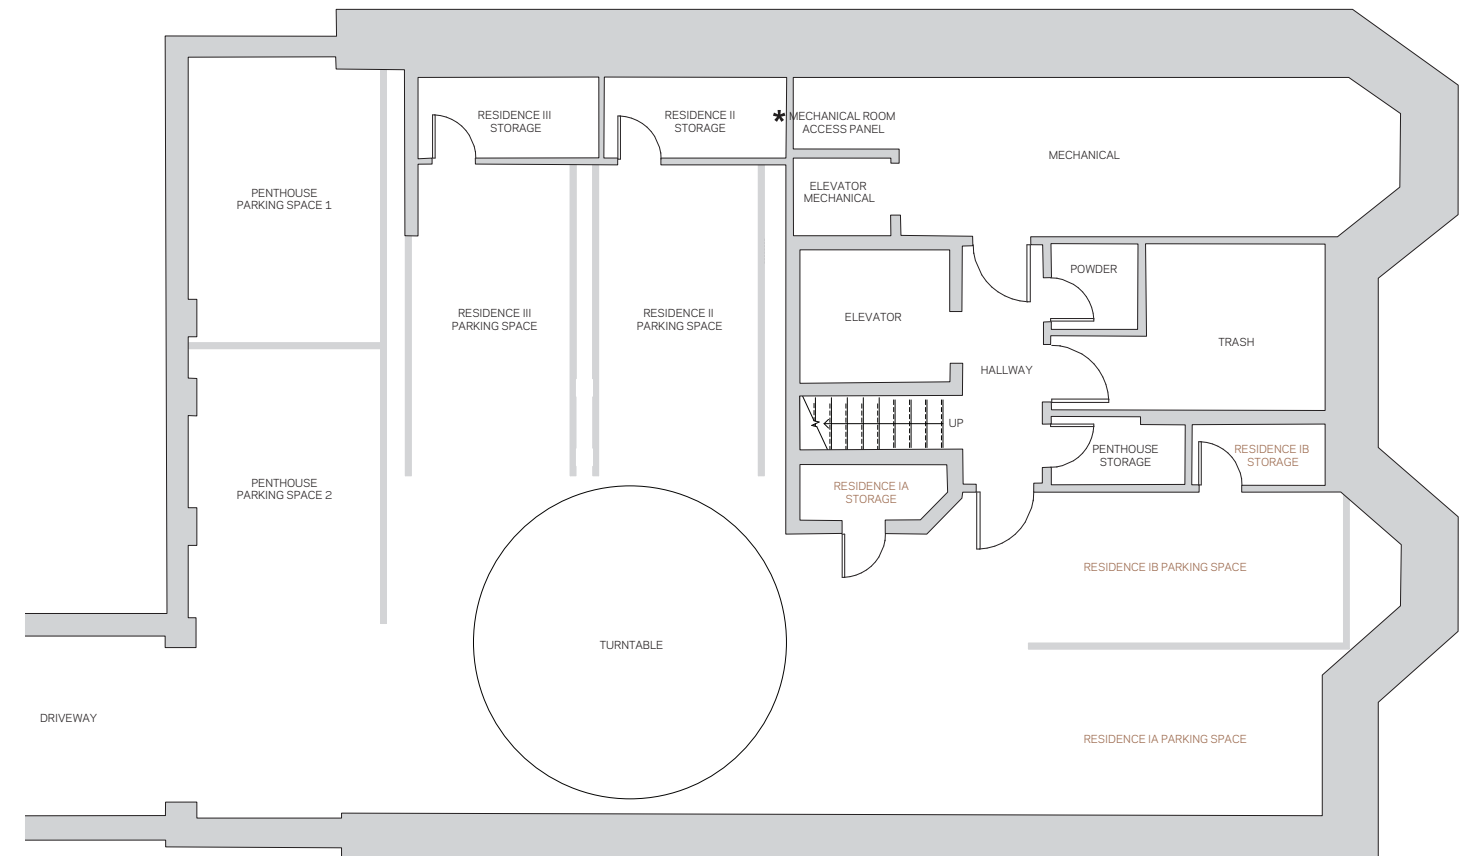 RESIDENCE III
STORAGE
RESIDENCE II
STORAGE
* MECHANICAL ROOM
ACCESS PANEL
MECHANICAL
PENTHOUSE
PARKING SPACE 1
ELEVATOR
MECHANICAL
POWDER
RESIDENCE III
PARKING SPACE
RESIDENCE II
PARKING SPACE
ELEVATOR
TRASH
HALLWAY
UP
PENTHOUSE
STORAGE
RESIDENCE IB
STORAGE
PENTHOUSE
PARKING SPACE 2
RESIDENCE IA
STORAGE
RESIDENCE IB PARKING SPACE
TURNTABLE
DRIVEWAY
RESIDENCE IA PARKING SPACE